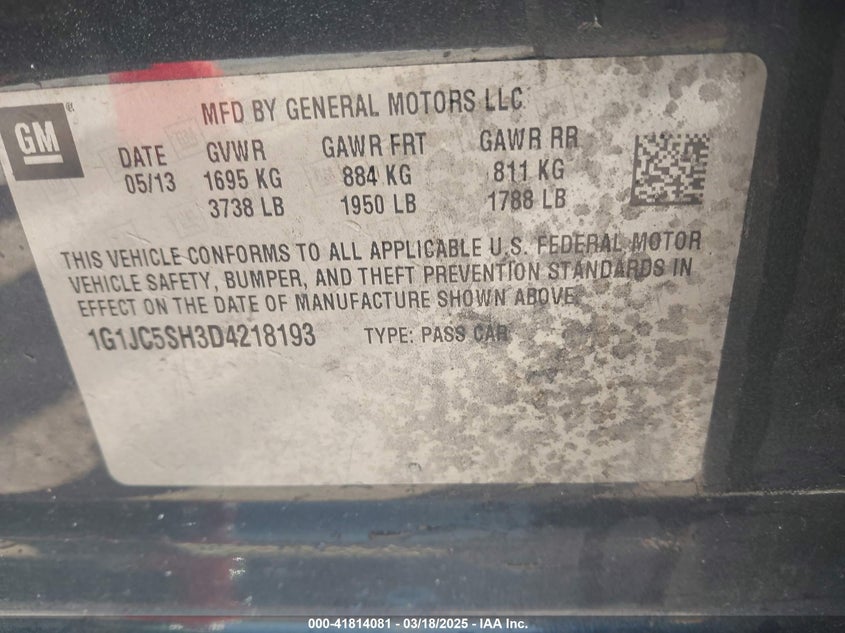 GM
®
MFD BY GENERAL MOTORS LLC
DATE GVWR GAWR FRT GAWR RR
05/13 1695 KG 884 KG 811 KG
3738 LB 1950 LB 1788 LB
THIS VEHICLE CONFORMS TO ALL APPLICABLE U.S. FEDERAL MOTOR
VEHICLE SAFETY, BUMPER, AND THEFT PREVENTION STANDARDS IN
EFFECT ON THE DATE OF MANUFACTURE SHOWN ABOVE.
1G1JC5SH3D4218193 TYPE: PASS CAR
000-41814081 - 03/18/2025 - IAA Inc.